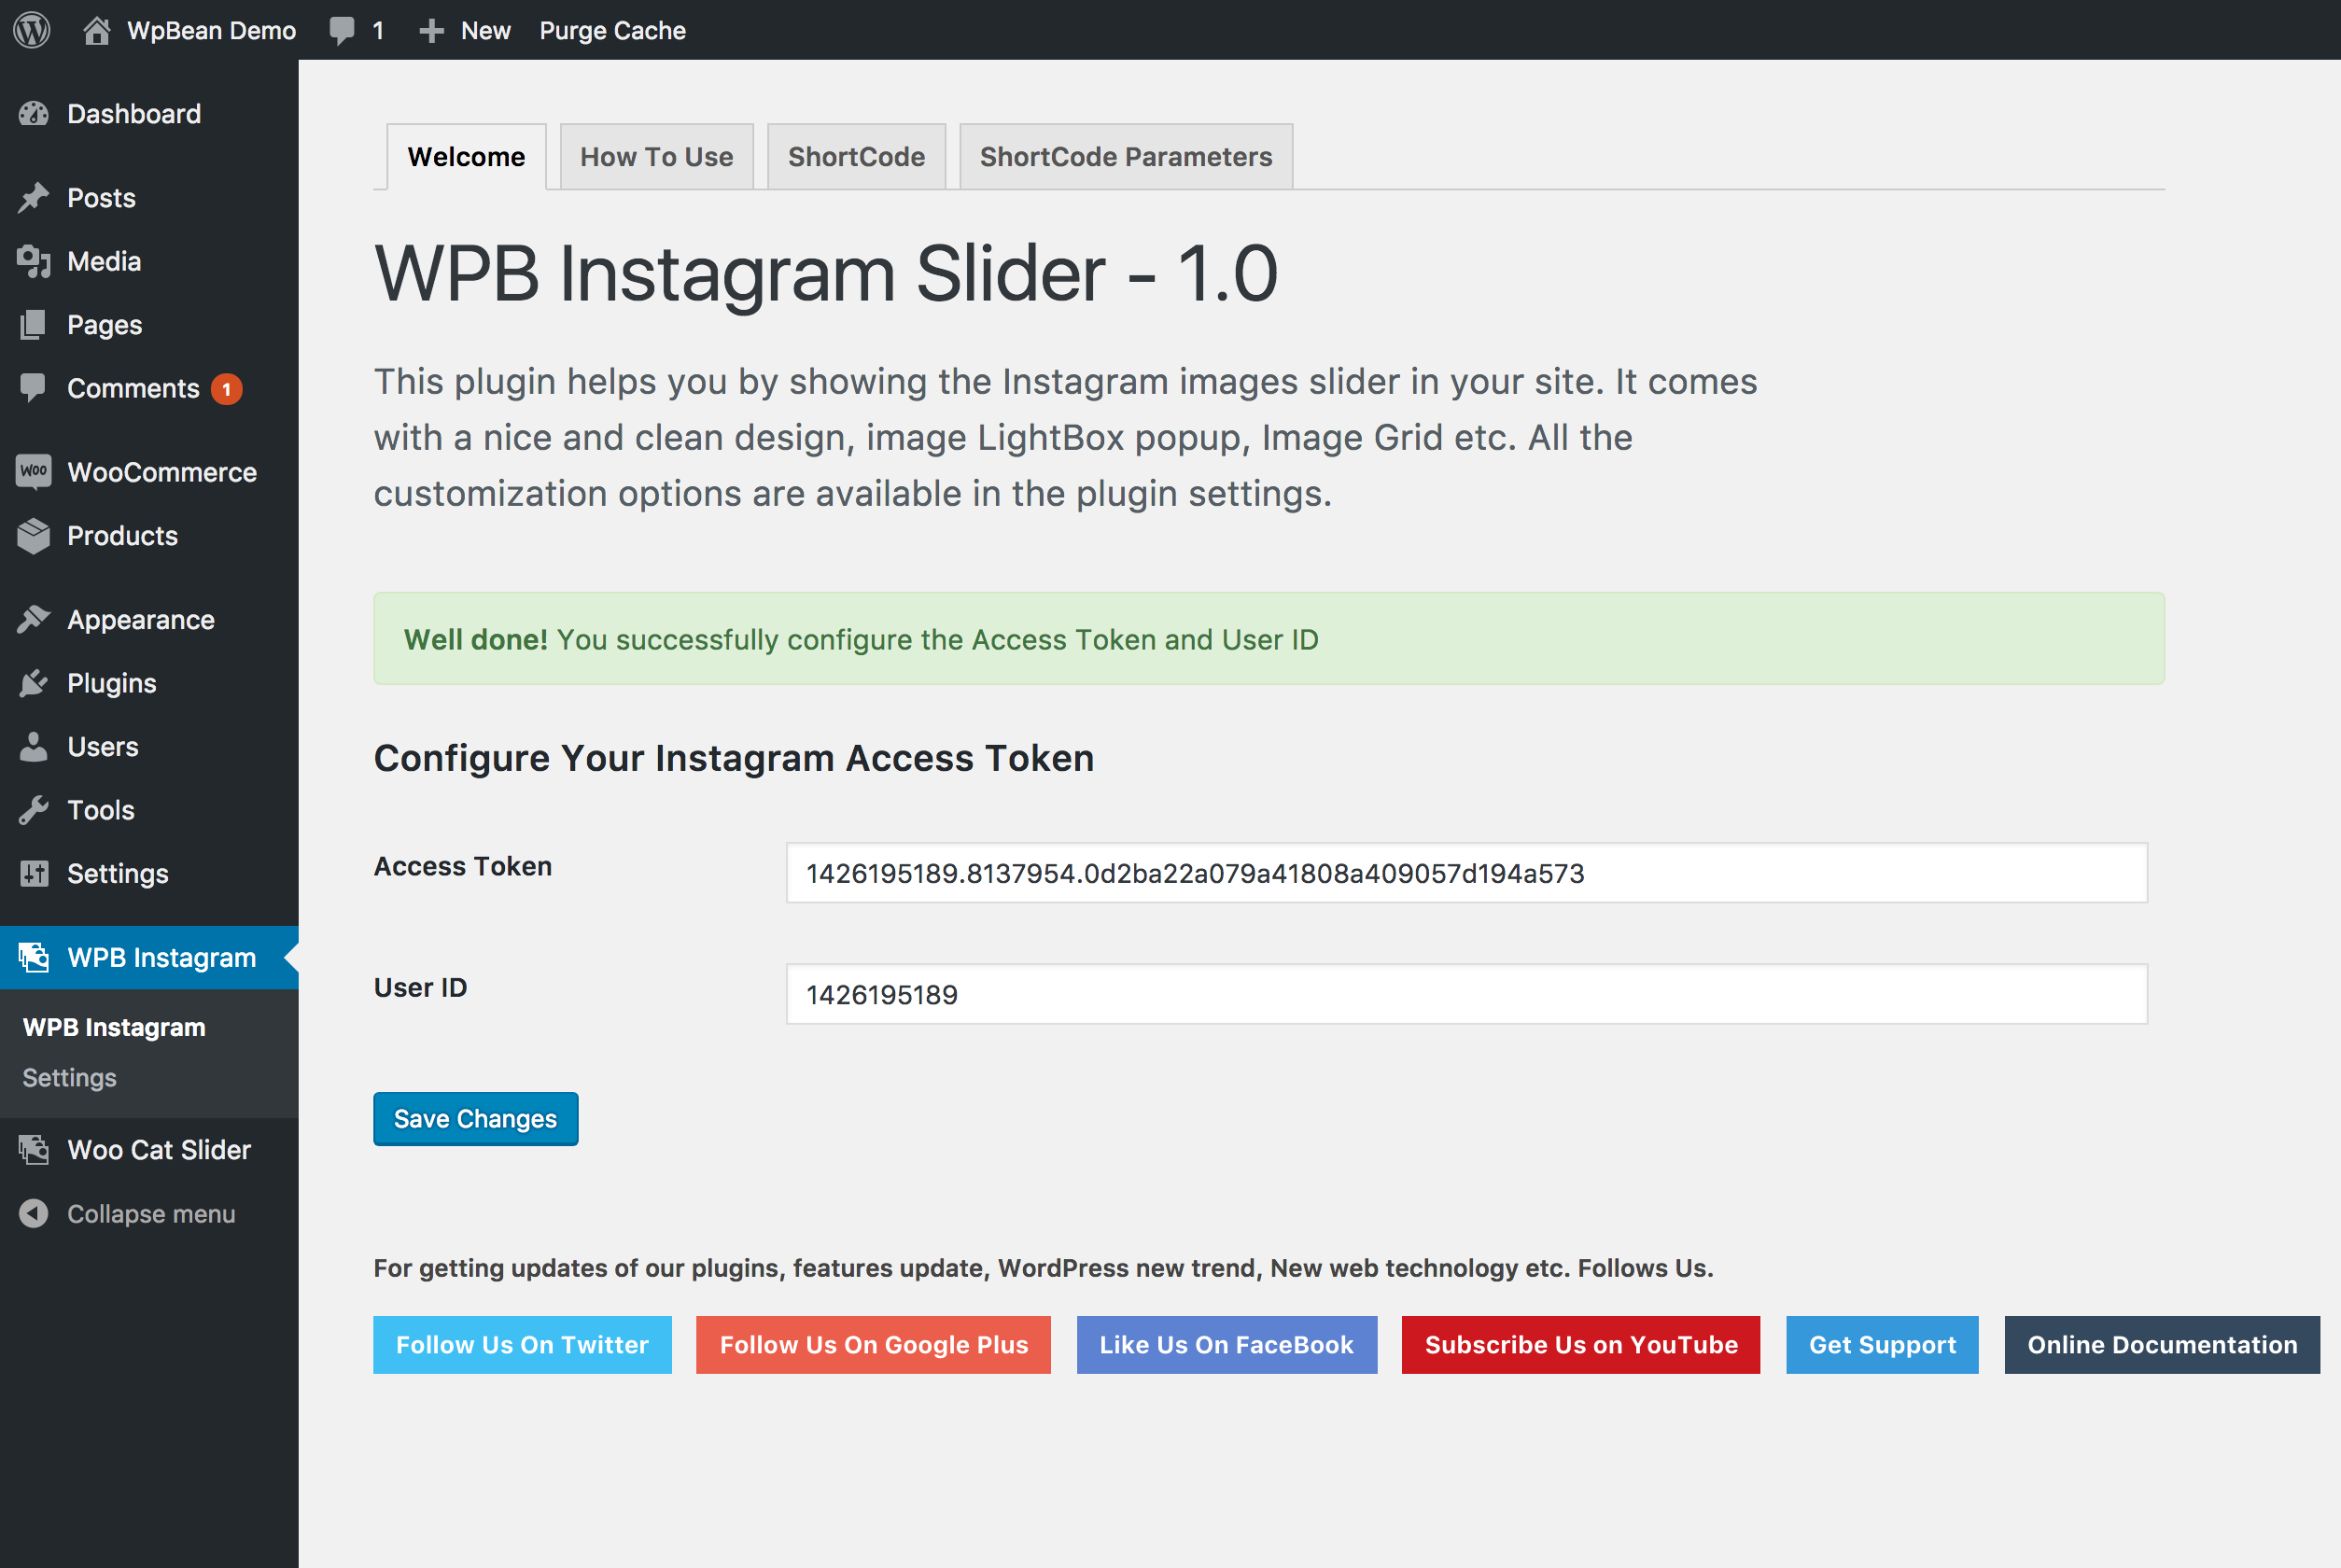 WpBean Demo 1 New Purge Cache
Dashboard
Posts
Media
Pages
Comments 1
Woo WooCommerce
Products
Appearance
Plugins
Users
Tools
Settings
WPB Instagram
WPB Instagram
Settings
Woo Cat Slider
Collapse menu
Welcome How To Use ShortCode ShortCode Parameters
WPB Instagram Slider - 1.0
This plugin helps you by showing the Instagram images slider in your site. It comes
with a nice and clean design, image LightBox popup, Image Grid etc. All the
customization options are available in the plugin settings.
Well done! You successfully configure the Access Token and User ID
Configure Your Instagram Access Token
Access Token 1426195189.8137954.0d2ba22a079a41808a409057d194a573
User ID 1426195189
Save Changes
For getting updates of our plugins, features update, WordPress new trend, New web technology etc. Follows Us.
Follow Us On Twitter Follow Us On Google Plus Like Us On FaceBook Subscribe Us on YouTube Get Support Online Documentation